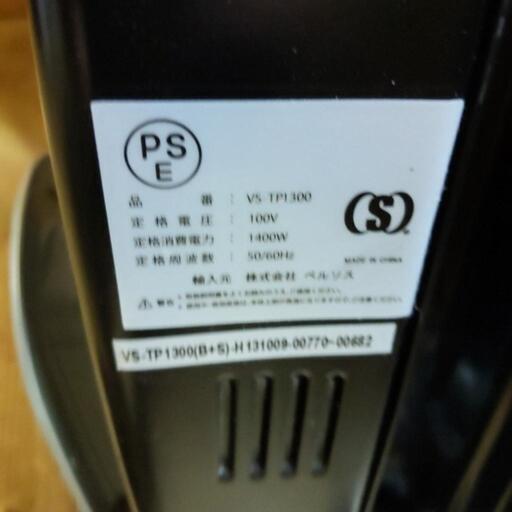 PS
E
品 番 : VS-TP1300
定格電圧 : 100V
定格消費電力 : 1400W
定格周波数 : 50/60Hz
輸入元 株式会社 ベルソス
(S)
MADE IN CHINA
警告
VS-TP1300(B+S)-H131009-00770~00682